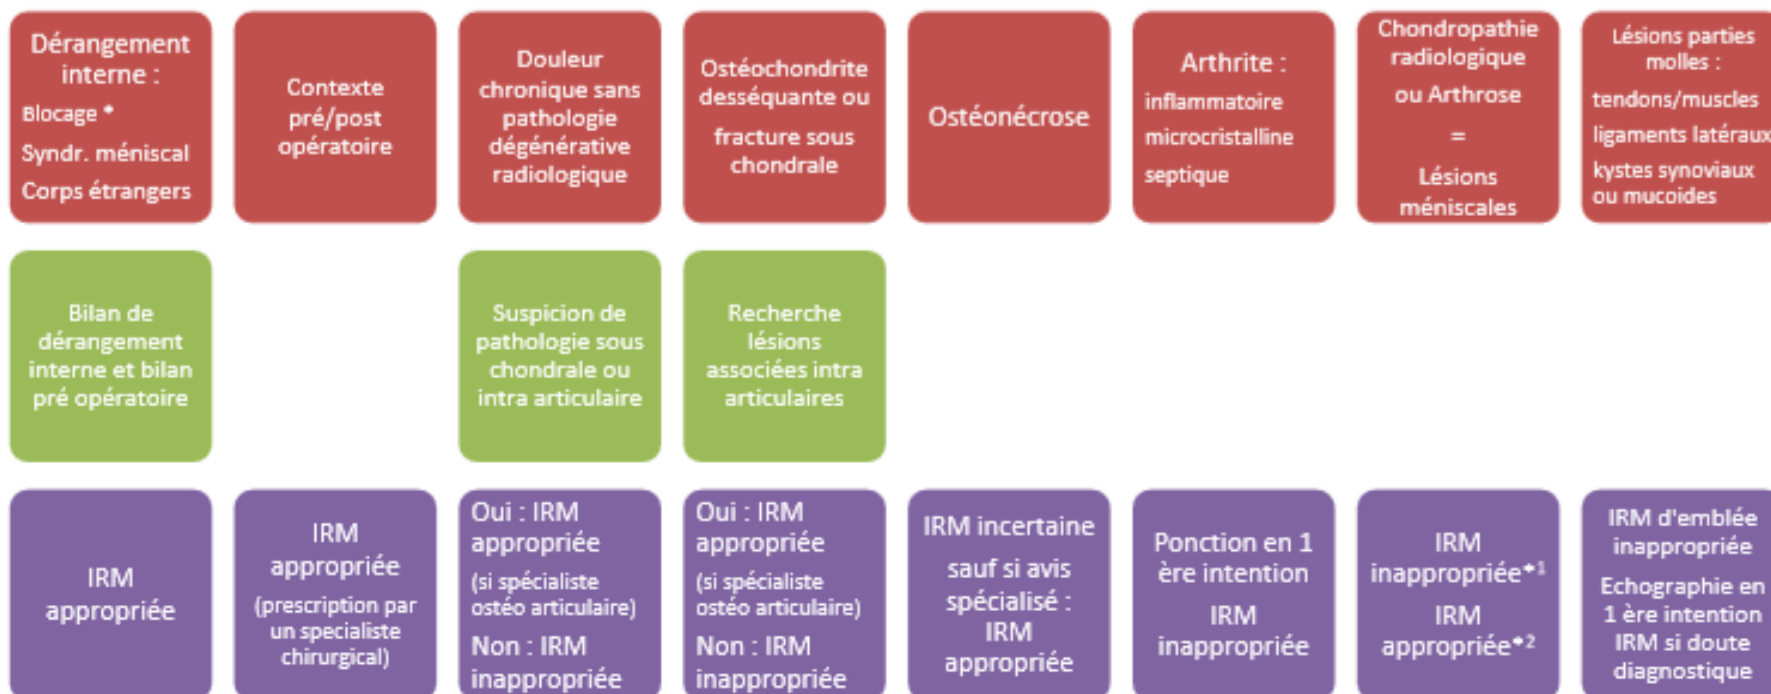 Dérangement
interne :
Blocage *
Syndr. méniscal
Corps étrangers
Contexte
pré/post
opératoire
Douleur
chronique sans
pathologie
dégénérative
radiologique
Ostéochondrite
desséquante ou
fracture sous
chondrale
Ostéonécrose
Arthrite :
inflammatoire
microcristalline
septique
Chondropathie
radiologique
ou Arthrose
=
Lésions
méniscales
Lésions parties
molles :
tendons/muscles
ligaments latéraux
kystes synoviaux
ou mucoides
Bilan de
dérangement
interne et bilan
pré opératoire
Suspicion de
pathologie sous
chondrale ou
intra articulaire
Recherche
lésions
associées intra
articulaires
IRM
appropriée
IRM
appropriée
(prescription par
un specialiste
chirurgical)
Oui : IRM
appropriée
(si spécialiste
ostéo articulaire)
Non : IRM
inappropriée
Oui : IRM
appropriée
(si spécialiste
ostéo articulaire)
Non : IRM
inappropriée
IRM incertaine
sauf si avis
spécialisé :
IRM
appropriée
Ponction en 1
ère intention
IRM
inappropriée
IRM
inappropriée*1
IRM
appropriée*2
IRM d'emblée
inappropriée
Echographie en
1 ère intention
IRM si doute
diagnostique